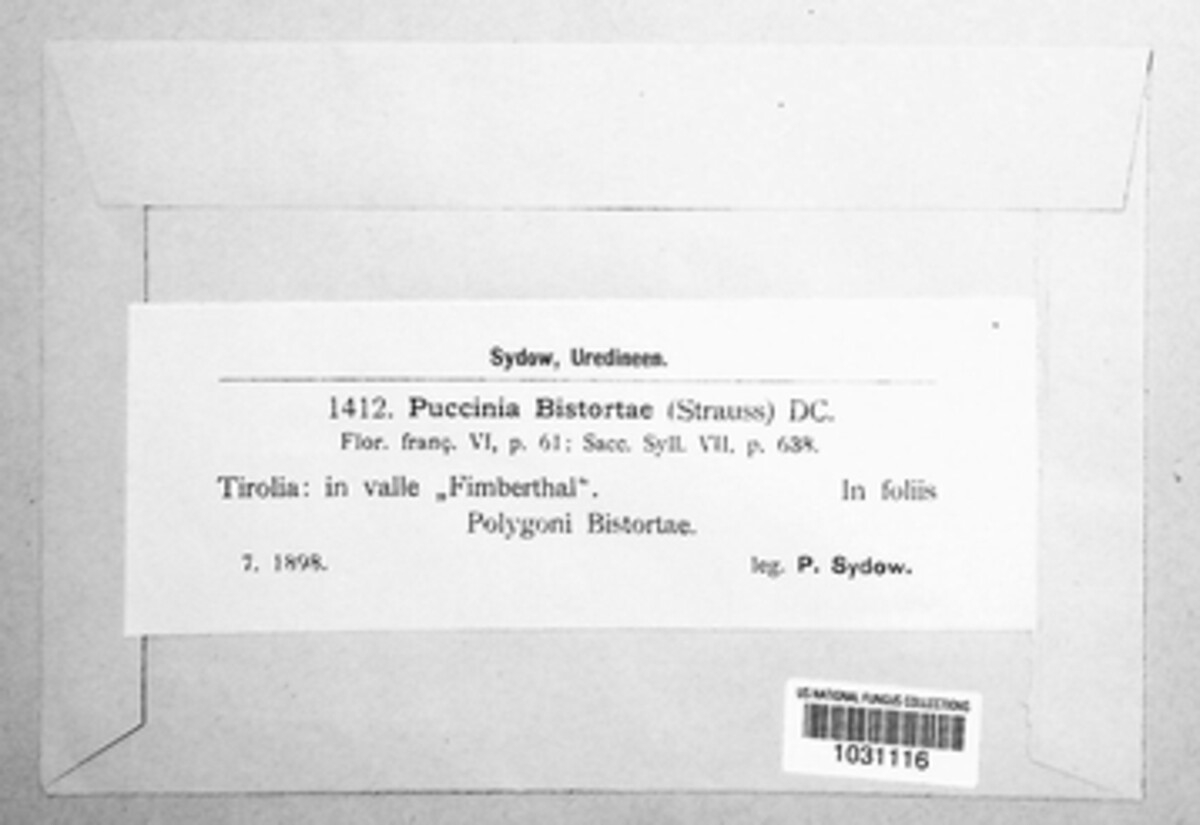 Sydow, Uredineen.
1412. Puccinia Bistortae (Strauss) DC.
Flor. franç. VI, p. 61; Sacc. Syll. VII, p. 638.
Tirolia: in valle „Fimberthal“. In foliis
Polygoni Bistortae.
7. 1898. leg. P. Sydow.
US NATIONAL FUNGUS COLLECTIONS
1031116